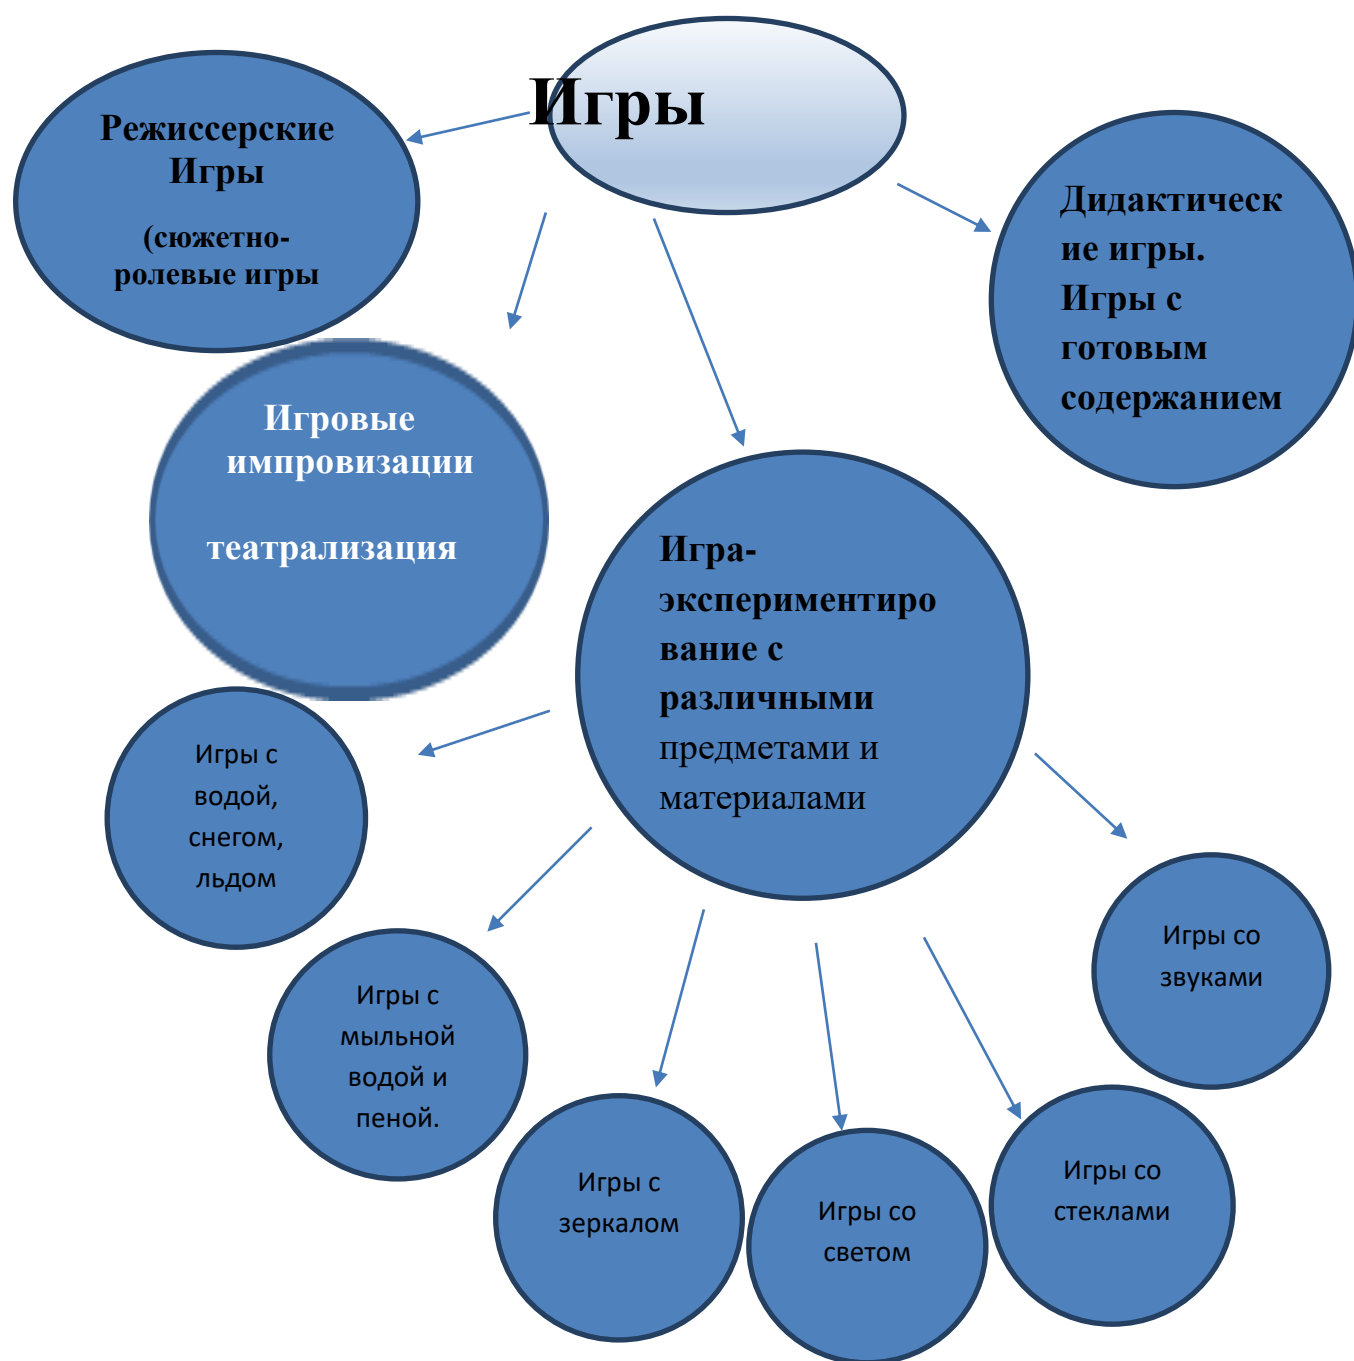 Игры
Режиссерские
Игры
(сюжетно-
ролевые игры
Дидактическ
ие игры.
Игры с
готовым
содержанием
Игровые
импровизации
театрализация
Игра-
экспериментиро
вание с
различными
предметами и
материалами
Игры с
водой,
снегом,
льдом
Игры с
мыльной
водой и
пеной.
Игры с
зеркалом
Игры со
светом
Игры со
стеклами
Игры со
звуками